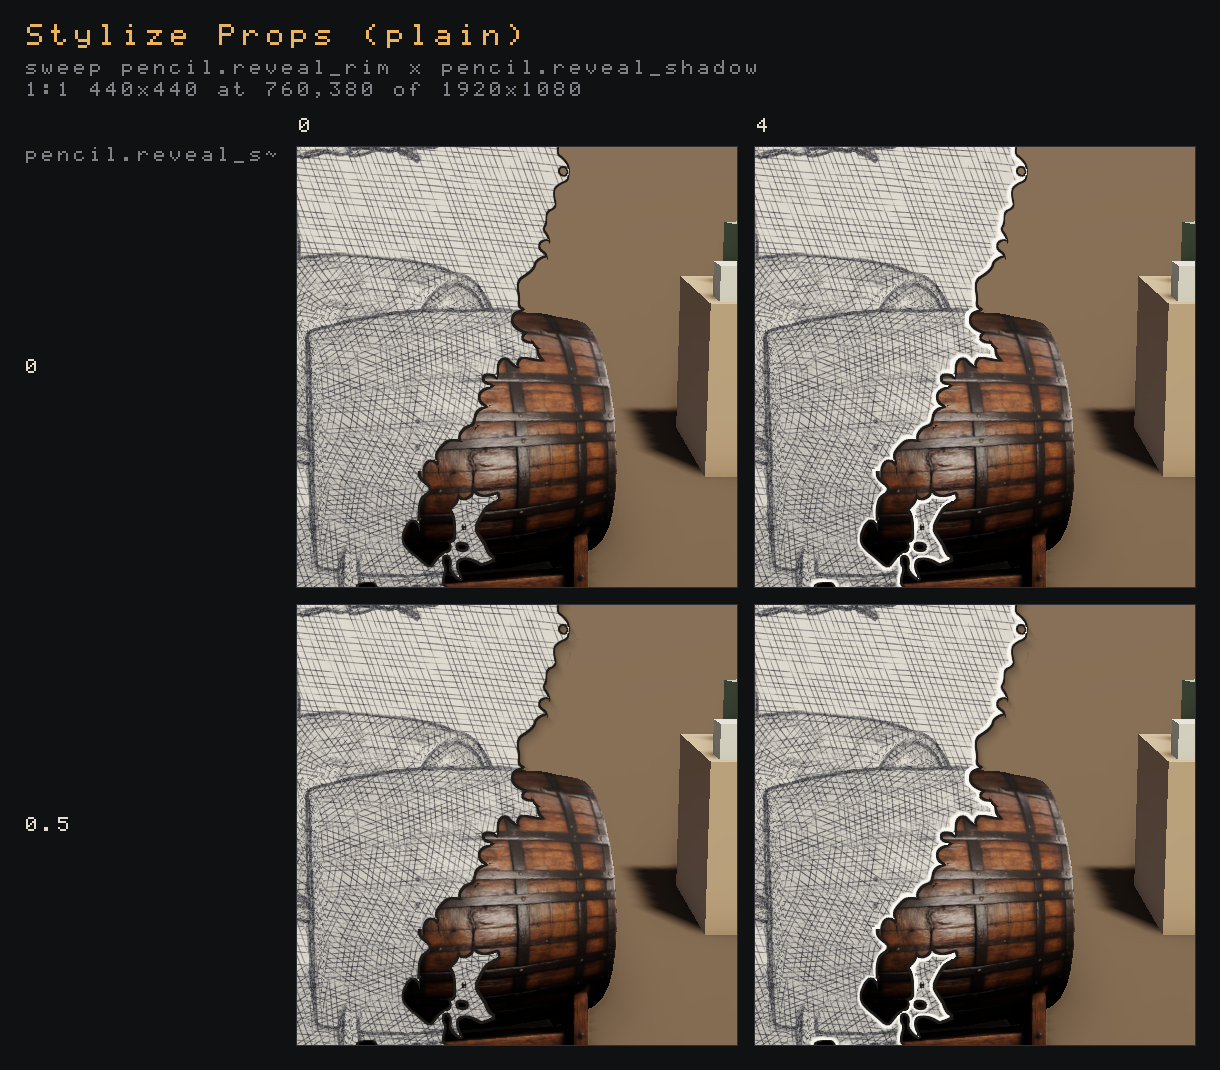 Stylize Props (plain)
sweep pencil.reveal_rim x pencil.reveal_shadow
1:1 440x440 at 760,380 of 1920x1080
0 4
pencil.reveal_s~
0
0.5